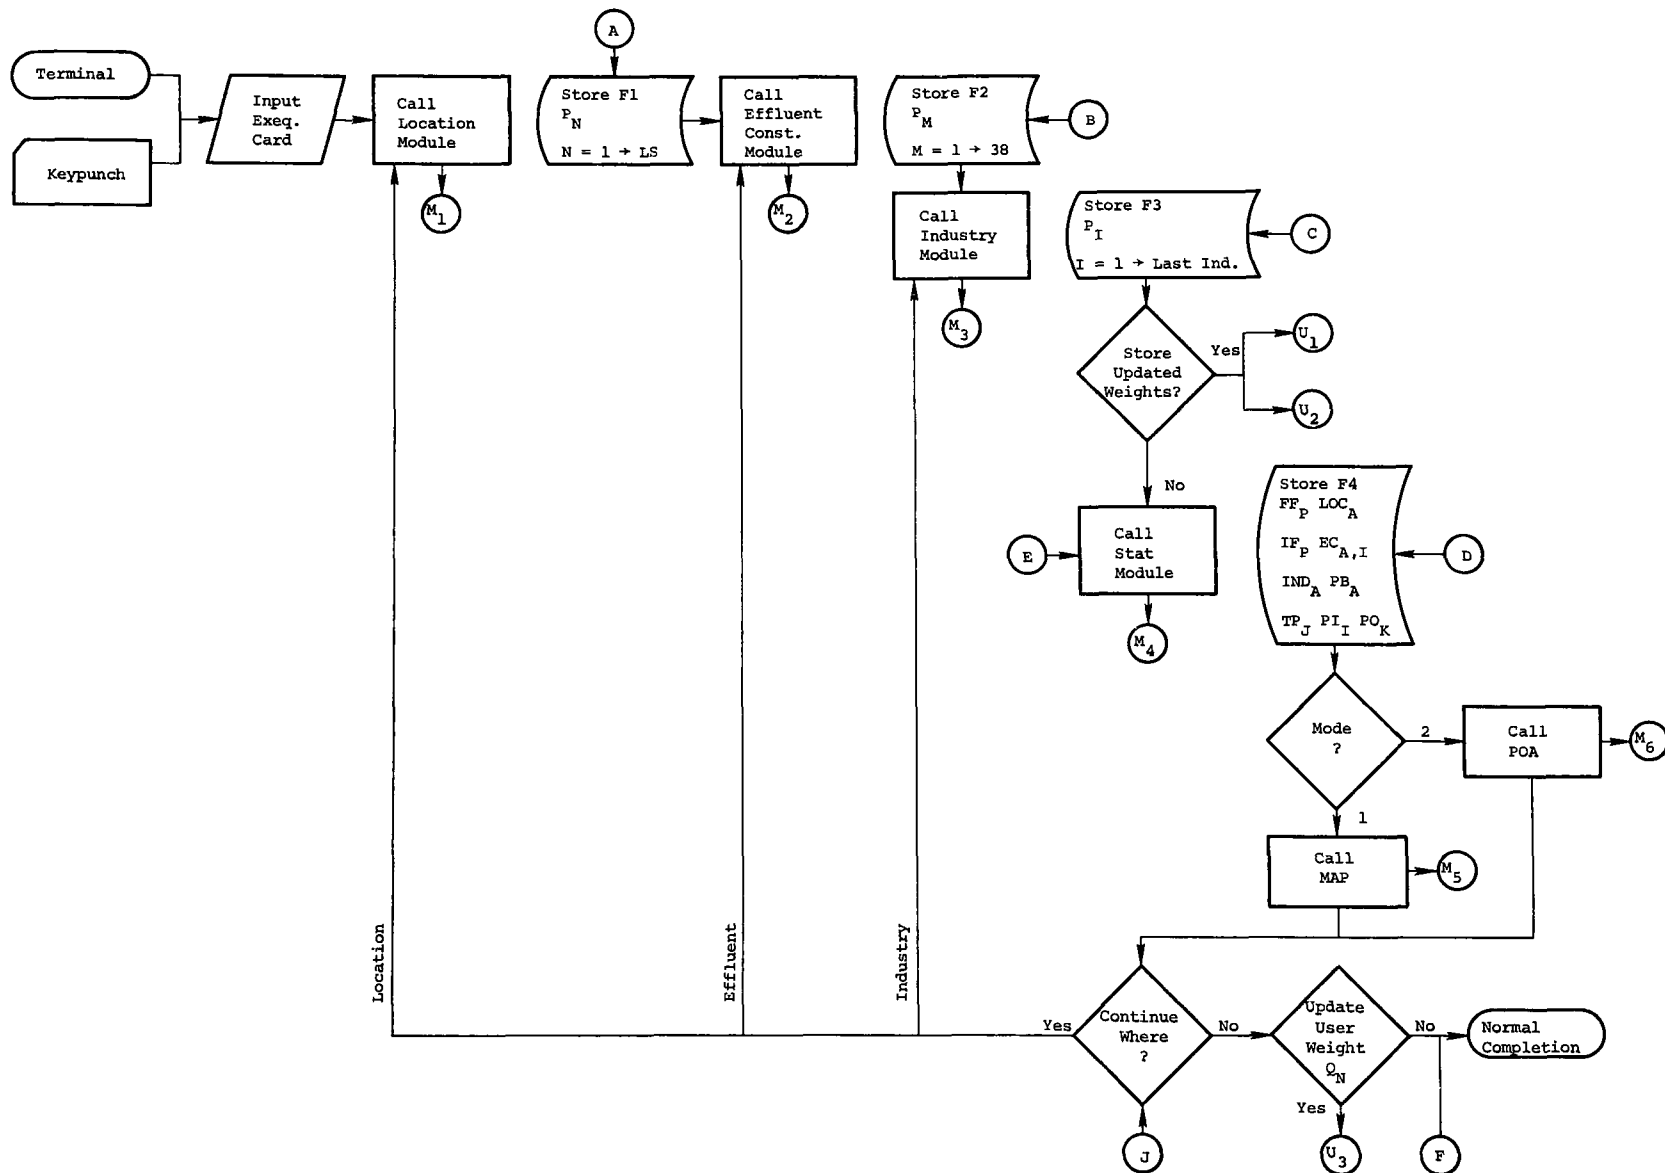 A
Terminal
Keypunch
Input
Exeq.
Card
Call
Location
Module
M1
Store F1
PN
N = 1 → LS
Call
Effluent
Const.
Module
M2
Store F2
PM
M = 1 → 38
B
Call
Industry
Module
M3
Store F3
PI
I = 1 → Last Ind.
C
Store
Updated
Weights?
Yes
U1
U2
No
E
Call
Stat
Module
M4
Store F4
FFP LOCA
IFP ECA,I
INDA PBA
TPJ PII POK
D
Mode
?
2
Call
POA
M6
1
Call
MAP
M5
Location
Effluent
Industry
Yes
Continue
Where
?
No
Update
User
Weight
QN
No
Normal
Completion
Yes
J
U3
F